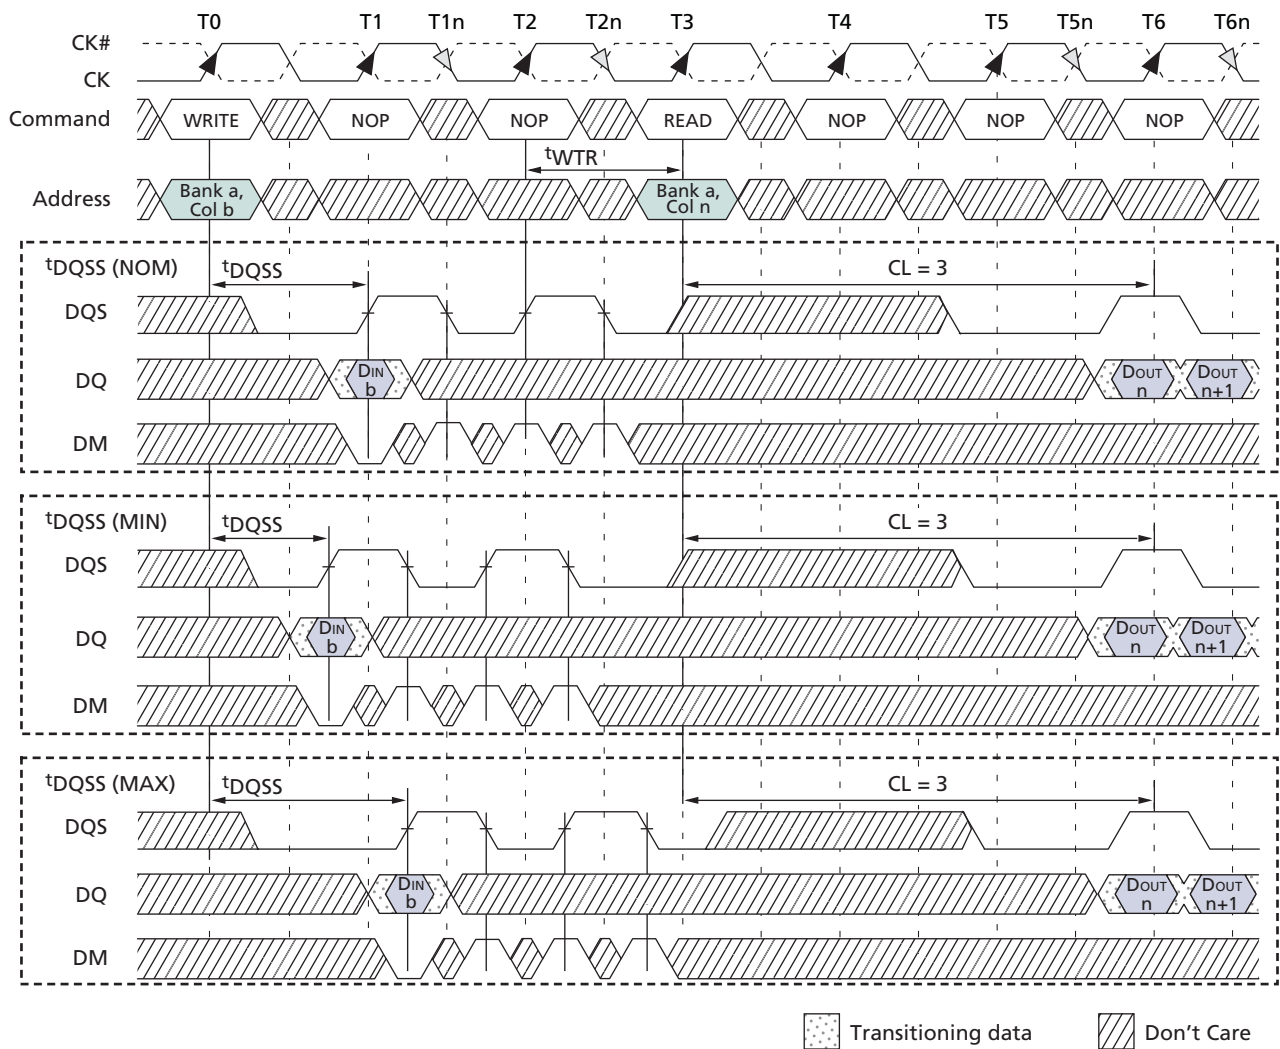 T0 T1 T1n T2 T2n T3 T4 T5 T5n T6 T6n
CK#
CK
Command WRITE NOP NOP READ NOP NOP NOP
tWTR
Address Bank a, Col b Bank a, Col n
tDQSS (NOM) tDQSS CL = 3
DQS
DQ DIN b DOUT n DOUT n+1
DM
tDQSS (MIN) tDQSS CL = 3
DQS
DQ DIN b DOUT n DOUT n+1
DM
tDQSS (MAX) tDQSS CL = 3
DQS
DQ DIN b DOUT n DOUT n+1
DM
Transitioning data Don't Care